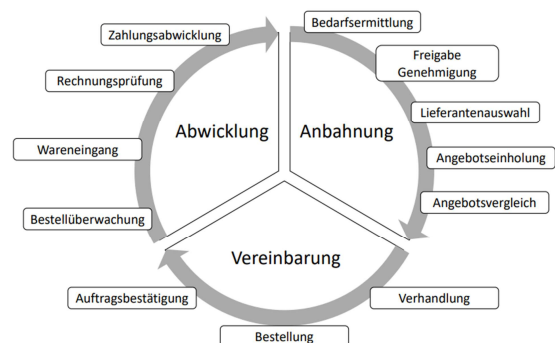 Bedarfsermittlung
Freigabe
Genehmigung
Lieferantenauswahl
Angebotseinholung
Angebotsvergleich
Anbahnung
Verhandlung
Bestellung
Auftragsbestätigung
Vereinbarung
Bestellüberwachung
Wareneingang
Rechnungsprüfung
Zahlungsabwicklung
Abwicklung